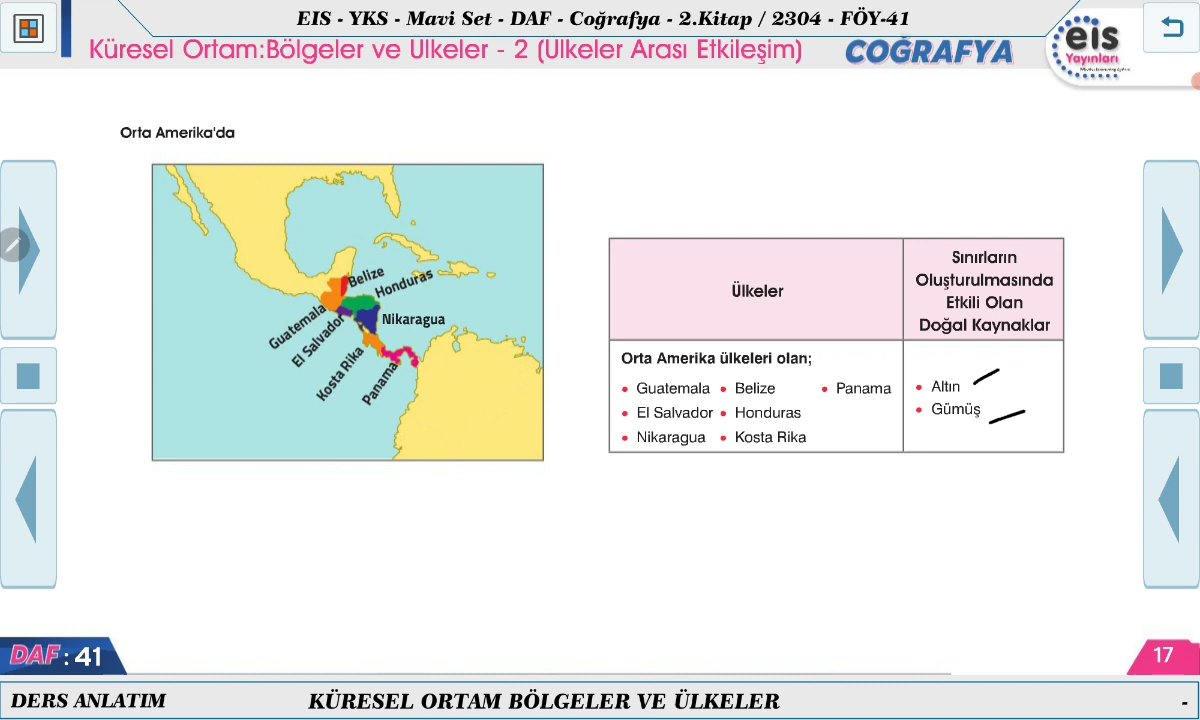 EIS - YKS - Mavi Set - DAF - Coğrafya - 2.Kitap / 2304 - FÖY-41
Küresel Ortam:Bölgeler ve Ülkeler - 2 (Ülkeler Arası Etkileşim)
COĞRAFYA
eis
Yayınları
Orta Amerika'da
Belize
Honduras
Guatemala
El Salvador
Nikaragua
Kosta Rika
Panama
Ülkeler
Sınırların
Oluşturulmasında
Etkili Olan
Doğal Kaynaklar
Orta Amerika ülkeleri olan;
• Guatemala • Belize • Panama
• El Salvador • Honduras
• Nikaragua • Kosta Rika
• Altın
• Gümüş
DAF : 41
17
DERS ANLATIM
KÜRESEL ORTAM BÖLGELER VE ÜLKELER
-